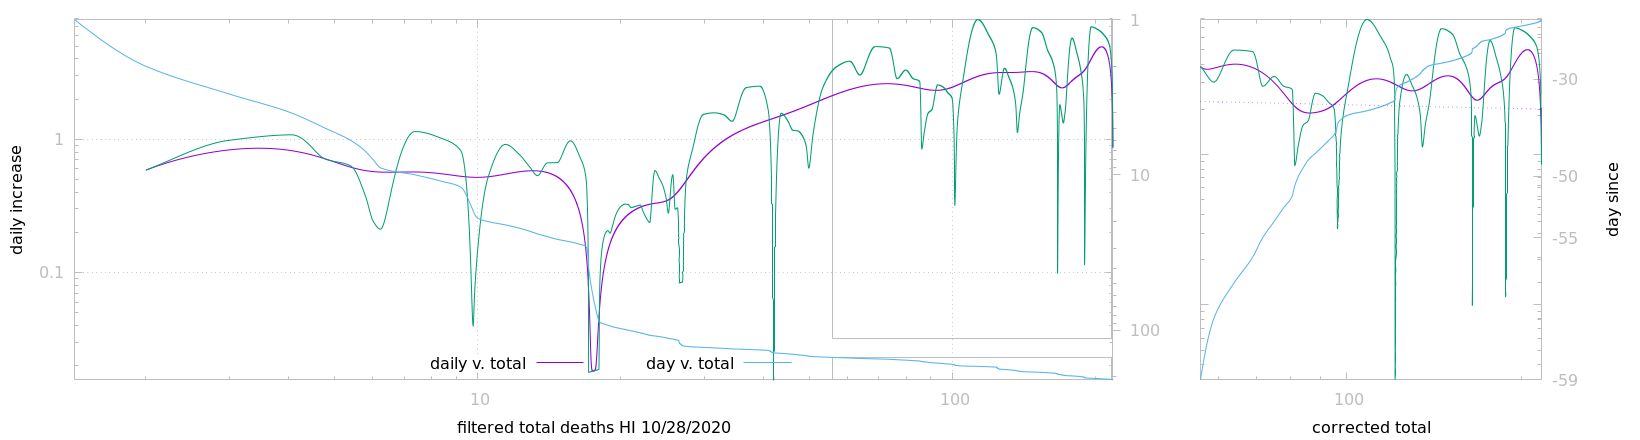 1
-30
1
daily increase
10
-50
day since
-55
0.1
100
daily v. total
day v. total
-59
10
100
100
filtered total deaths HI 10/28/2020
corrected total